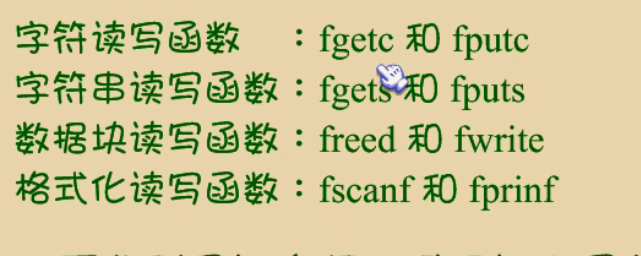 字符读写函数 ：fgetc 和 fputc
字符串读写函数：fgets 和 fputs
数据块读写函数：freed 和 fwrite
格式化读写函数：fscanf 和 fprinf